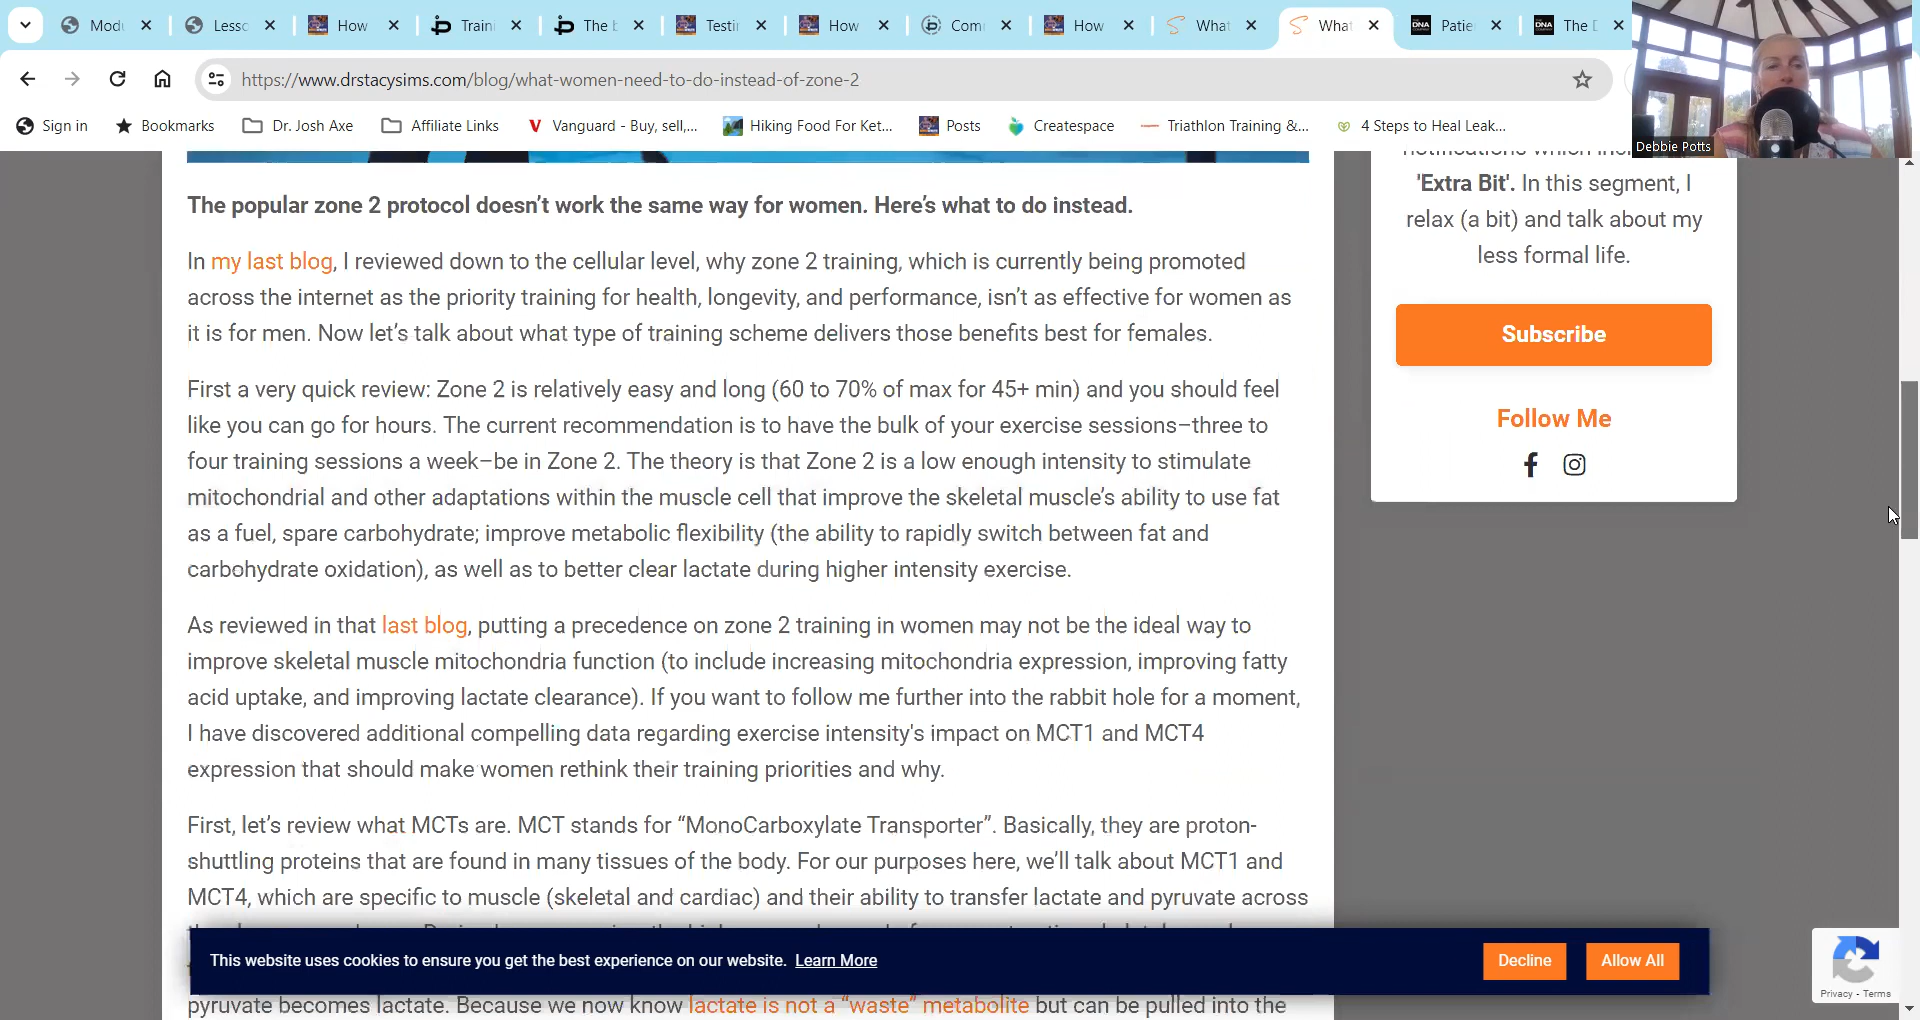 Modu
Lessc
How
Traini
The b
Testir
How
Com
How
What
What
Patie
The D
https://www.drstacysims.com/blog/what-women-need-to-do-instead-of-zone-2
Sign in
Bookmarks
Dr. Josh Axe
Affiliate Links
Vanguard - Buy, sell,...
Hiking Food For Ket...
Posts
Createspace
Triathlon Training &...
4 Steps to Heal Leak...
Debbie Potts
The popular zone 2 protocol doesn't work the same way for women. Here's what to do instead.
In my last blog, I reviewed down to the cellular level, why zone 2 training, which is currently being promoted
across the internet as the priority training for health, longevity, and performance, isn't as effective for women as
it is for men. Now let's talk about what type of training scheme delivers those benefits best for females.
First a very quick review: Zone 2 is relatively easy and long (60 to 70% of max for 45+ min) and you should feel
like you can go for hours. The current recommendation is to have the bulk of your exercise sessions–three to
four training sessions a week–be in Zone 2. The theory is that Zone 2 is a low enough intensity to stimulate
mitochondrial and other adaptations within the muscle cell that improve the skeletal muscle's ability to use fat
as a fuel, spare carbohydrate; improve metabolic flexibility (the ability to rapidly switch between fat and
carbohydrate oxidation), as well as to better clear lactate during higher intensity exercise.
As reviewed in that last blog, putting a precedence on zone 2 training in women may not be the ideal way to
improve skeletal muscle mitochondria function (to include increasing mitochondria expression, improving fatty
acid uptake, and improving lactate clearance). If you want to follow me further into the rabbit hole for a moment,
I have discovered additional compelling data regarding exercise intensity's impact on MCT1 and MCT4
expression that should make women rethink their training priorities and why.
First, let's review what MCTs are. MCT stands for “MonoCarboxylate Transporter”. Basically, they are proton-
shuttling proteins that are found in many tissues of the body. For our purposes here, we'll talk about MCT1 and
MCT4, which are specific to muscle (skeletal and cardiac) and their ability to transfer lactate and pyruvate across
pyruvate becomes lactate. Because we now know lactate is not a “waste” metabolite but can be pulled into the
'Extra Bit'. In this segment, I
relax (a bit) and talk about my
less formal life.
Subscribe
Follow Me
This website uses cookies to ensure you get the best experience on our website. Learn More
Decline
Allow All
Privacy - Terms